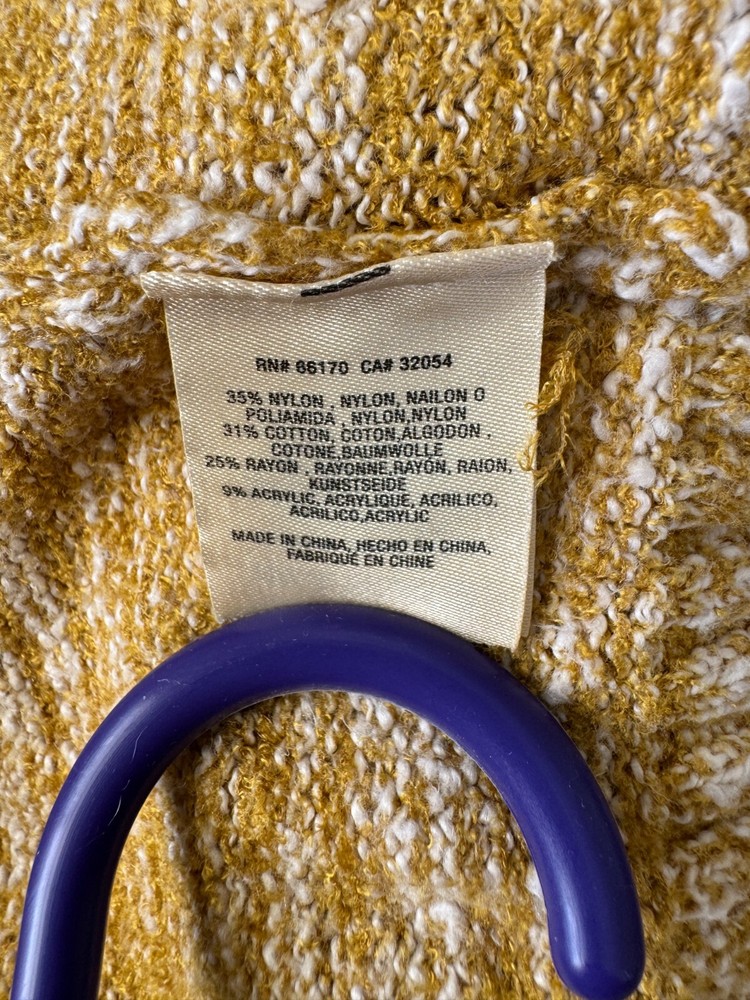 RN# 66170 CA# 32054
35% NYLON , NYLON, NAILON O
POLIAMIDA , NYLON,NYLON
31% COTTON, COTON,ALGODON ,
COTONE,BAUMWOLLE
25% RAYON , RAYONNE,RAYON, RAION,
KUNSTSEIDE
9% ACRYLIC, ACRYLIQUE, ACRILICO,
ACRILICO,ACRYLIC
MADE IN CHINA, HECHO EN CHINA,
FABRIQUÉ EN CHINE